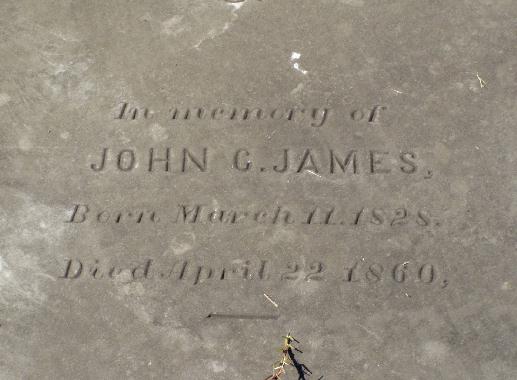 In memory of
JOHN G. JAMES,
Born March 11. 1828.
Died April 22 1860,